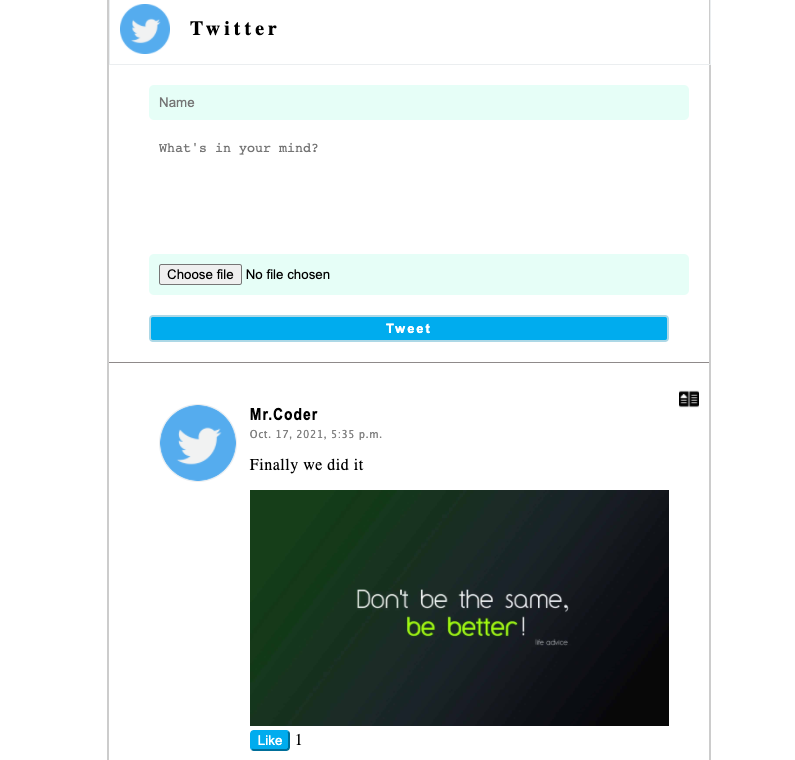 Twitter
Name
What's in your mind?
Choose file No file chosen
Tweet
Mr.Coder
Oct. 17, 2021, 5:35 p.m.
Finally we did it
Don't be the same,
be better!
life advice
Like 1